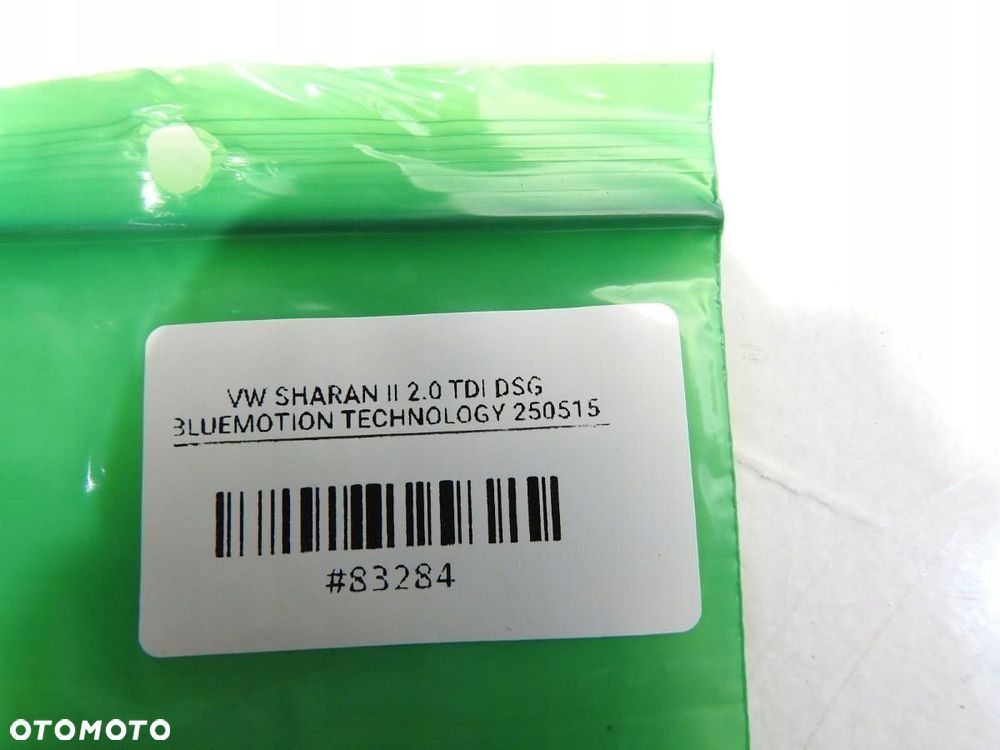 VW SHARAN II 2.0 TDI DSG
BLUEMOTION TECHNOLOGY 250515
#83284
OTOMOTO